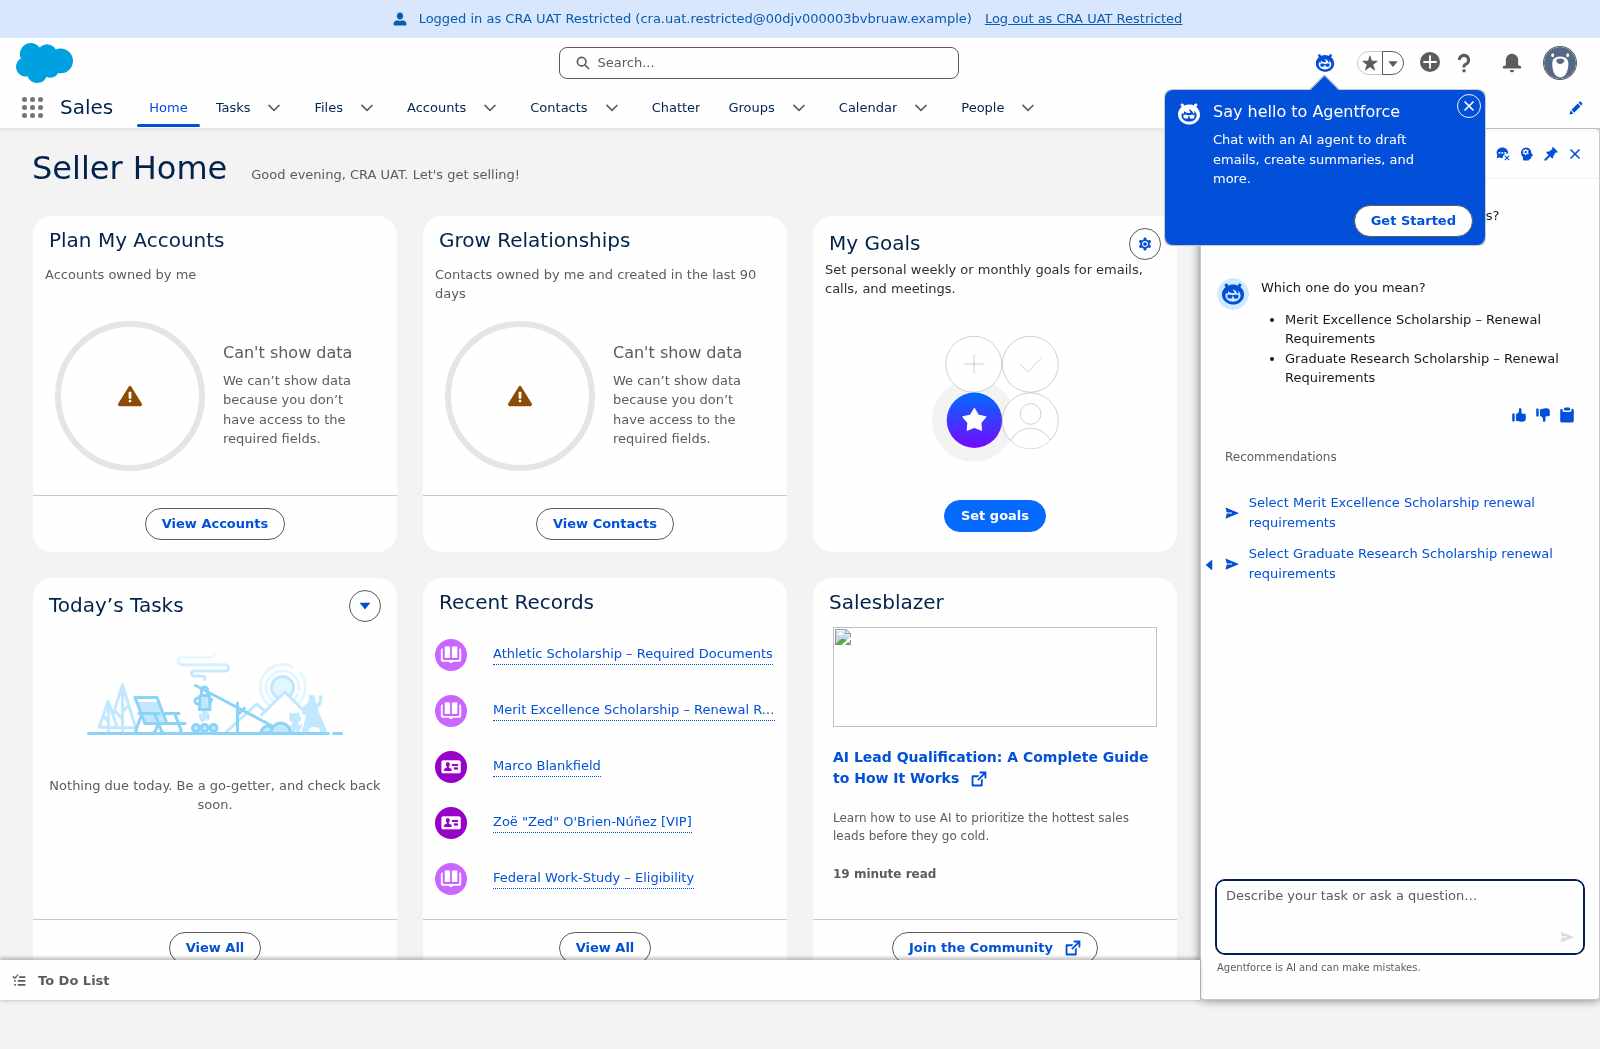 Logged in as CRA UAT Restricted (cra.uat.restricted@00djv000003bvbruaw.example) Log out as CRA UAT Restricted
Search...
Sales
Home
Tasks
Files
Accounts
Contacts
Chatter
Groups
Calendar
People
Say hello to Agentforce
Chat with an AI agent to draft
emails, create summaries, and
more.
Get Started
s?
Seller Home
Good evening, CRA UAT. Let's get selling!
Plan My Accounts
Accounts owned by me
Can't show data
We can’t show data
because you don’t
have access to the
required fields.
View Accounts
Grow Relationships
Contacts owned by me and created in the last 90
days
Can't show data
We can’t show data
because you don’t
have access to the
required fields.
View Contacts
My Goals
Set personal weekly or monthly goals for emails,
calls, and meetings.
Set goals
Today’s Tasks
Nothing due today. Be a go-getter, and check back
soon.
View All
Recent Records
Athletic Scholarship – Required Documents
Merit Excellence Scholarship – Renewal R...
Marco Blankfield
Zoë "Zed" O'Brien-Núñez [VIP]
Federal Work-Study – Eligibility
View All
Salesblazer
AI Lead Qualification: A Complete Guide
to How It Works
Learn how to use AI to prioritize the hottest sales
leads before they go cold.
19 minute read
Join the Community
Which one do you mean?
• Merit Excellence Scholarship – Renewal
Requirements
• Graduate Research Scholarship – Renewal
Requirements
Recommendations
Select Merit Excellence Scholarship renewal
requirements
Select Graduate Research Scholarship renewal
requirements
Describe your task or ask a question...
Agentforce is AI and can make mistakes.
To Do List